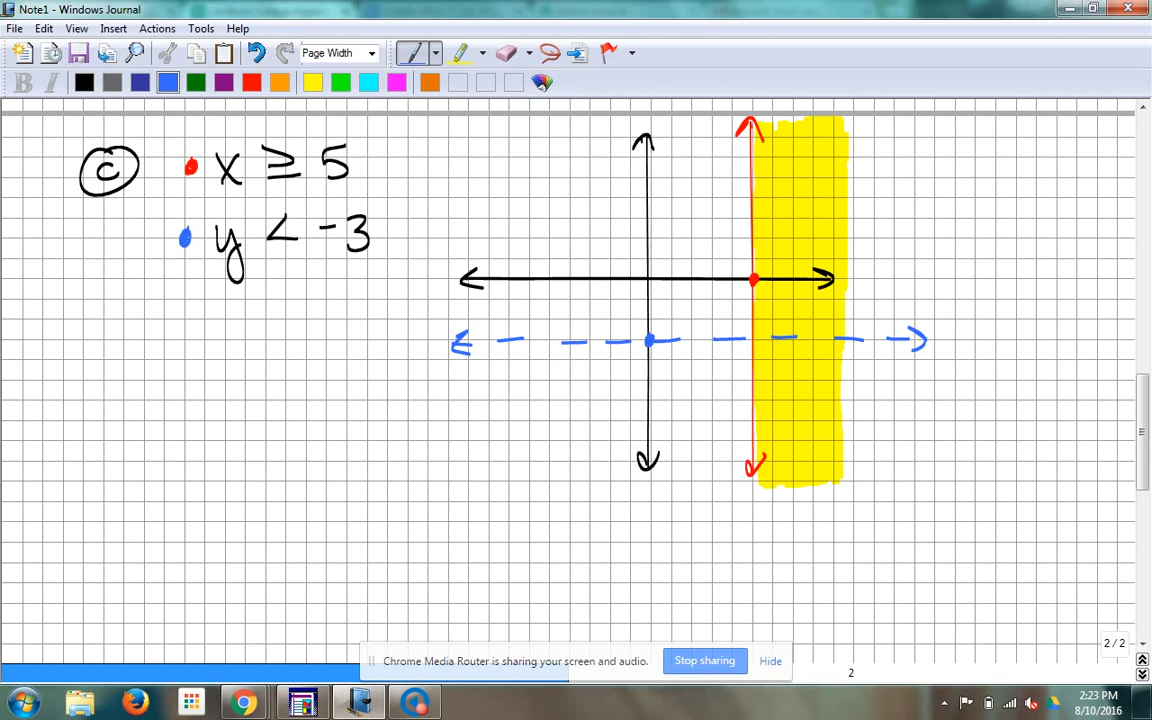 Note1 - Windows Journal
File Edit View Insert Actions Tools Help
Page Width
B I
c x ≥ 5
y < -3
2 / 2
Chrome Media Router is sharing your screen and audio. Stop sharing Hide
2
2:23 PM
8/10/2016